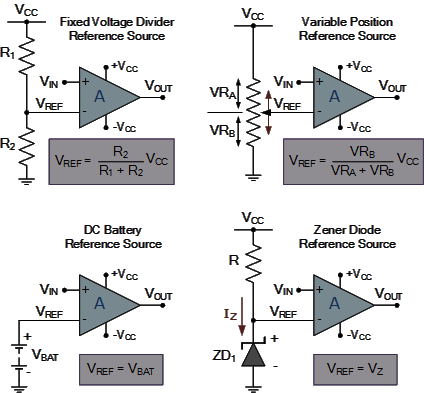 VCC
Fixed Voltage Divider
Reference Source
R1
+VCC
VIN
+
A
VOUT
VREF
-
R2
-VCC
VREF = R2 / R1 + R2 VCC
VCC
Variable Position
Reference Source
+VCC
VIN
+
A
VOUT
VRA
VREF
-
VRB
-VCC
VREF = VRB / VRA + VRB VCC
DC Battery
Reference Source
+VCC
VIN
+
A
VOUT
VREF
-
-VCC
+
VBAT
-
VREF = VBAT
VCC
Zener Diode
Reference Source
R
+VCC
VIN
+
A
VOUT
IZ
VREF
-
-VCC
+
ZD1
-
VREF = VZ